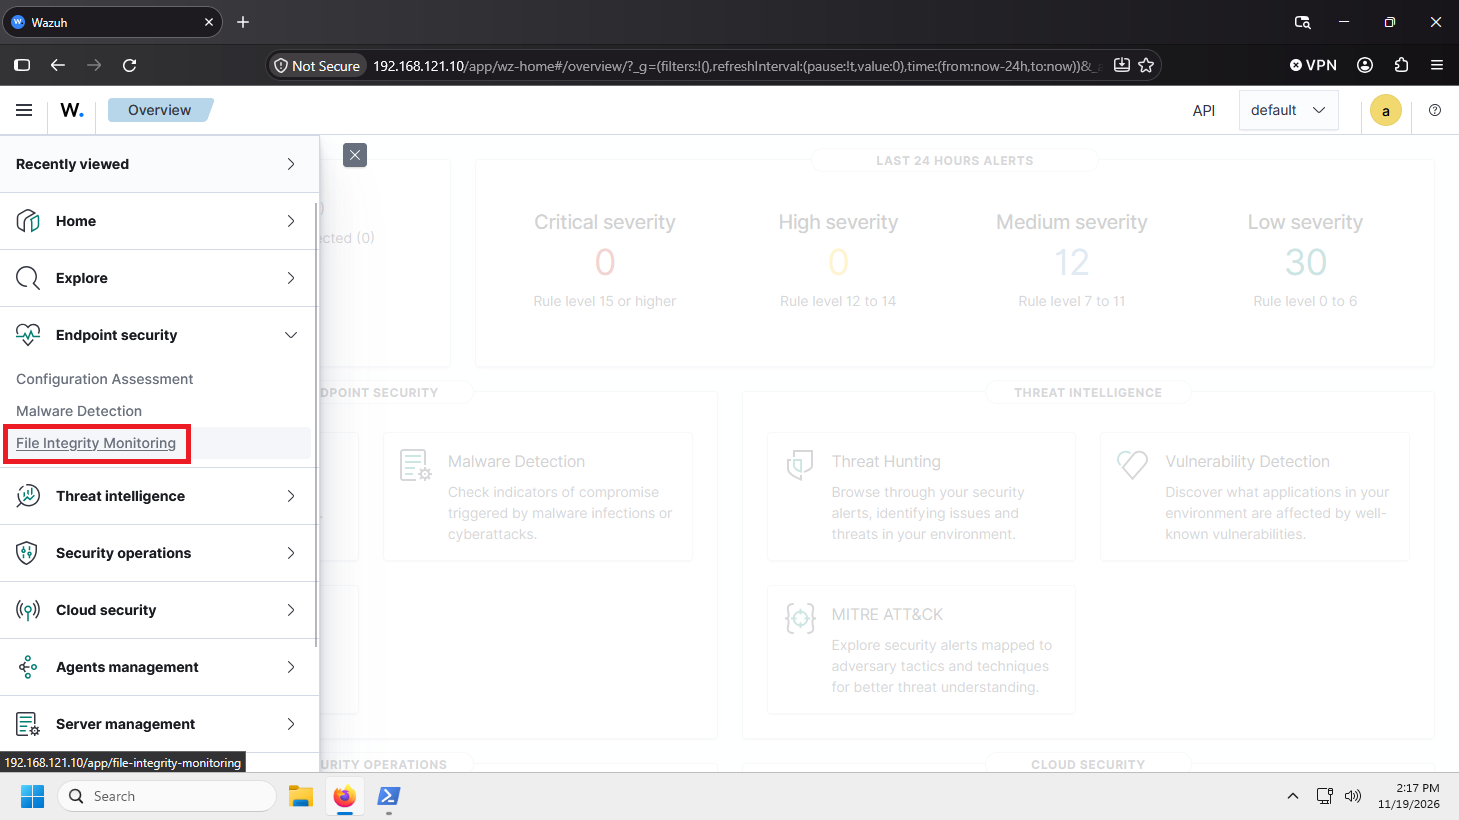 Wazuh
Not Secure
192.168.121.10/app/wz-home#/overview/?_g=(filters:!(),refreshInterval:(pause:!t,value:0),time:(from:now-24h,to:now))&_a
VPN
W.
Overview
API
default
a
Recently viewed
Home
Explore
Endpoint security
Configuration Assessment
Malware Detection
File Integrity Monitoring
Threat intelligence
Security operations
Cloud security
Agents management
Server management
192.168.121.10/app/file-integrity-monitoring
)
cted (0)
LAST 24 HOURS ALERTS
Critical severity
0
Rule level 15 or higher
High severity
0
Rule level 12 to 14
Medium severity
12
Rule level 7 to 11
Low severity
30
Rule level 0 to 6
DPOINT SECURITY
Malware Detection
Check indicators of compromise
triggered by malware infections or
cyberattacks.
THREAT INTELLIGENCE
Threat Hunting
Browse through your security
alerts, identifying issues and
threats in your environment.
Vulnerability Detection
Discover what applications in your
environment are affected by well-
known vulnerabilities.
MITRE ATT&CK
Explore security alerts mapped to
adversary tactics and techniques
for better threat understanding.
URITY OPERATIONS
CLOUD SECURITY
Search
2:17 PM
11/19/2026